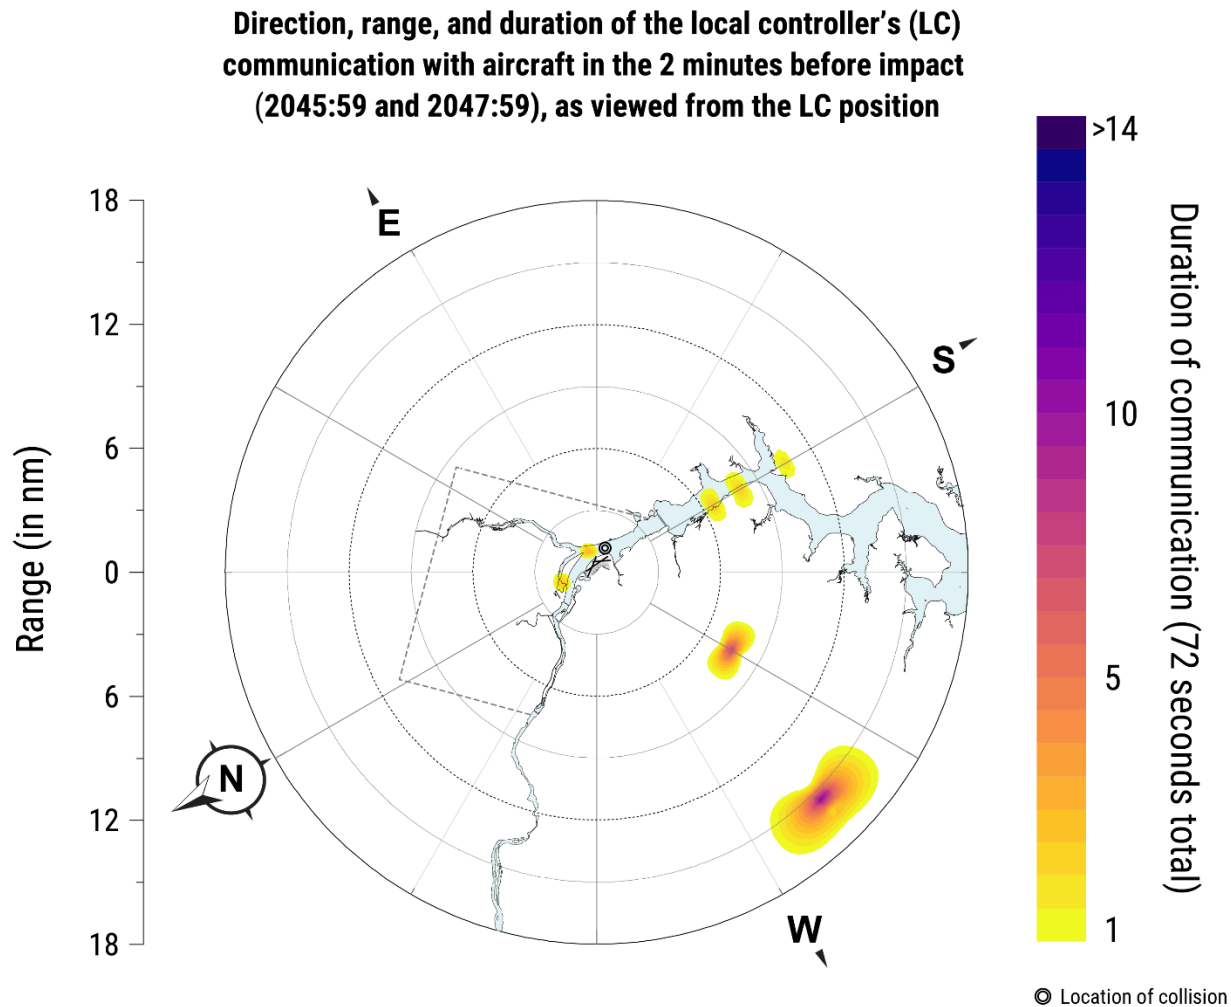 Direction, range, and duration of the local controller's (LC)
communication with aircraft in the 2 minutes before impact
(2045:59 and 2047:59), as viewed from the LC position
>14
18
E
12
S
10
6
Range (in nm)
0
Duration of communication (72 seconds total)
5
6
N
12
W
1
18
Location of collision